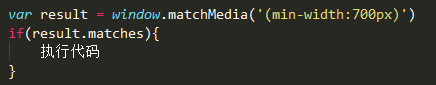 var result = window.matchMedia('(min-width:700px)')
if(result.matches){
    执行代码
}